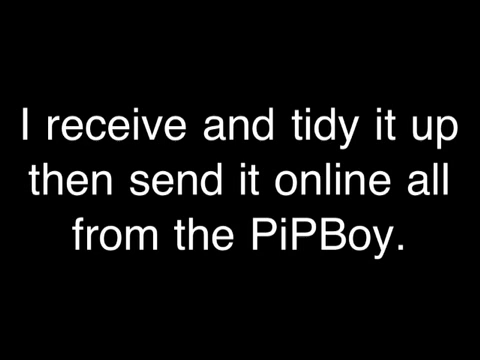 I receive and tidy it up
then send it online all
from the PiPBoy.